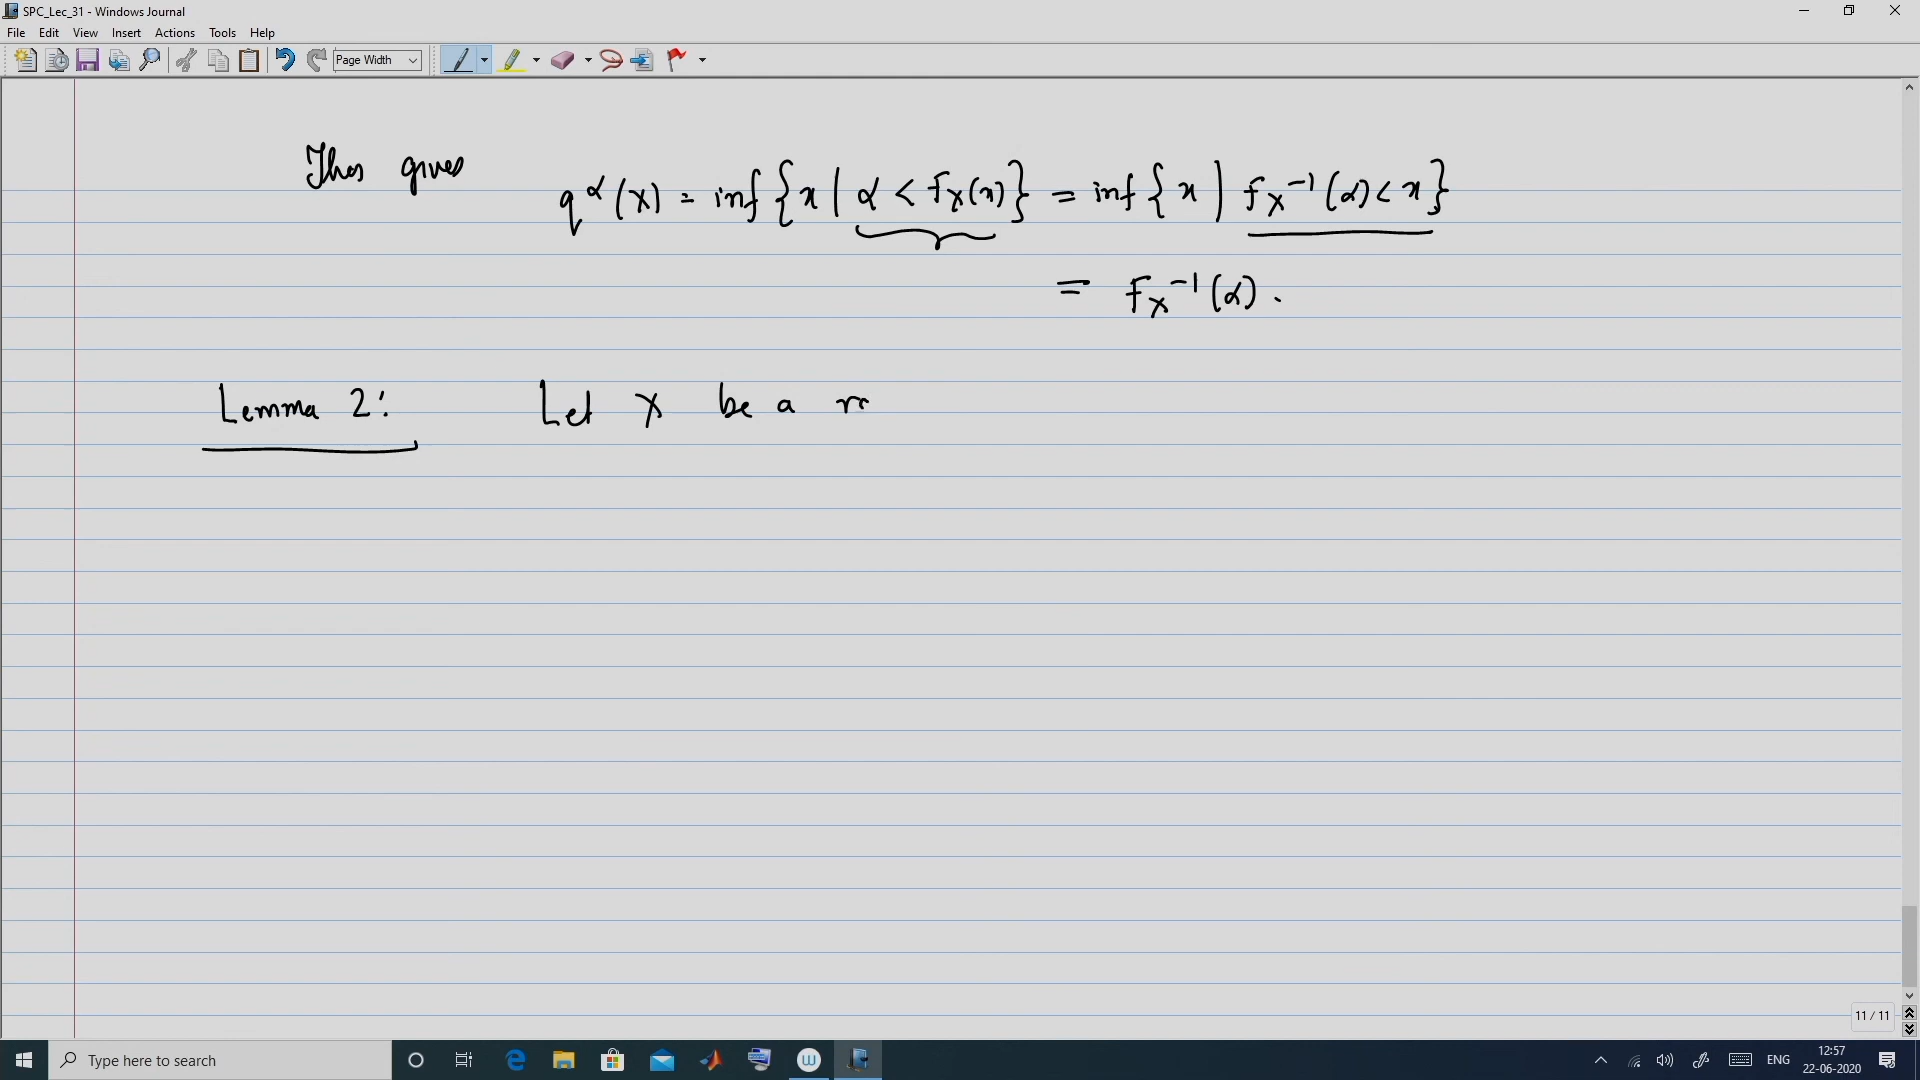 SPC_Lec_31 - Windows Journal
File Edit View Insert Actions Tools Help
Page Width
This gives
q^α(X) = inf{x | α < F_X(x)} = inf{x | F_X^{-1}(α) < x}
= F_X^{-1}(α).
Lemma 2: Let X be a
11 / 11
Type here to search
ENG
12:57
22-06-2020